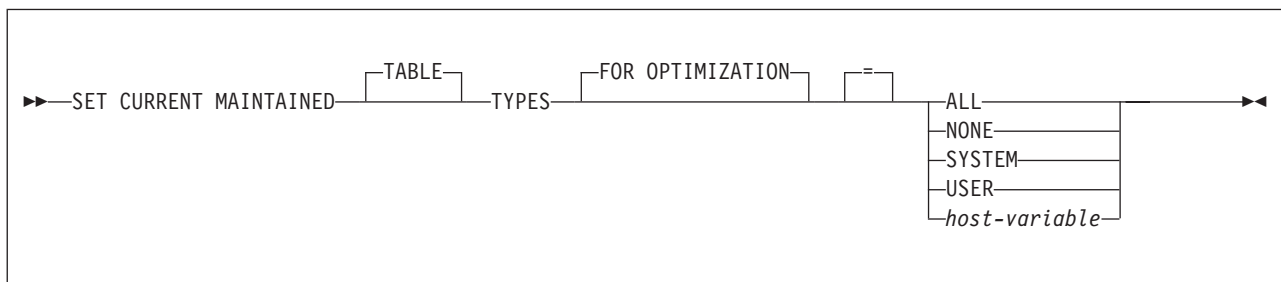 TABLE FOR OPTIMIZATION =
SET CURRENT MAINTAINED TYPES ALL
NONE
SYSTEM
USER
host-variable